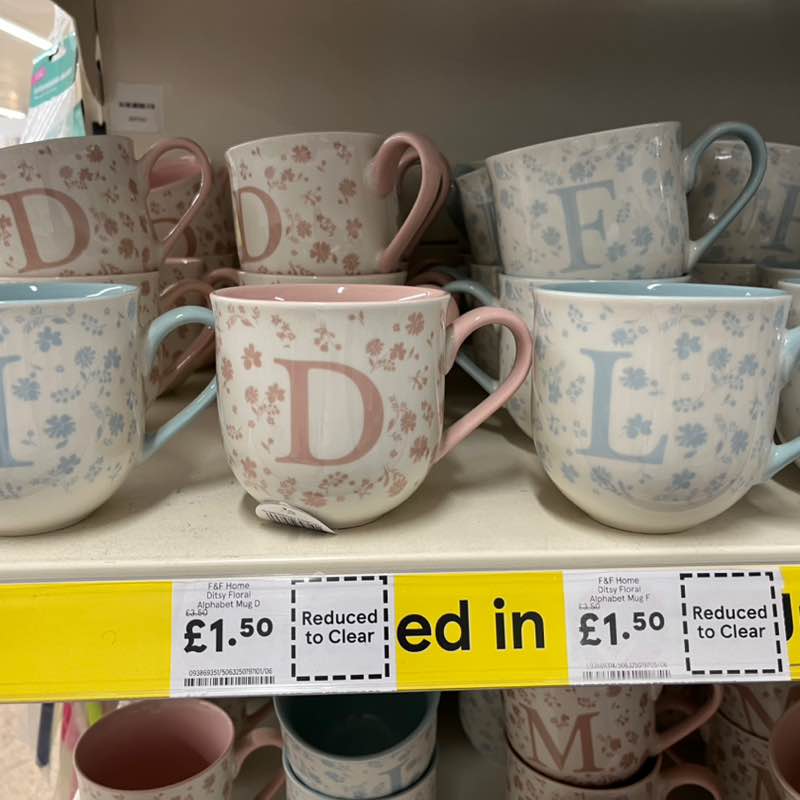 D
D
F
D
L
F&F Home
Ditsy Floral
Alphabet Mug D
£3.50
£1.50
Reduced
to Clear
ed in
F&F Home
Ditsy Floral
Alphabet Mug F
£3.50
£1.50
Reduced
to Clear
M